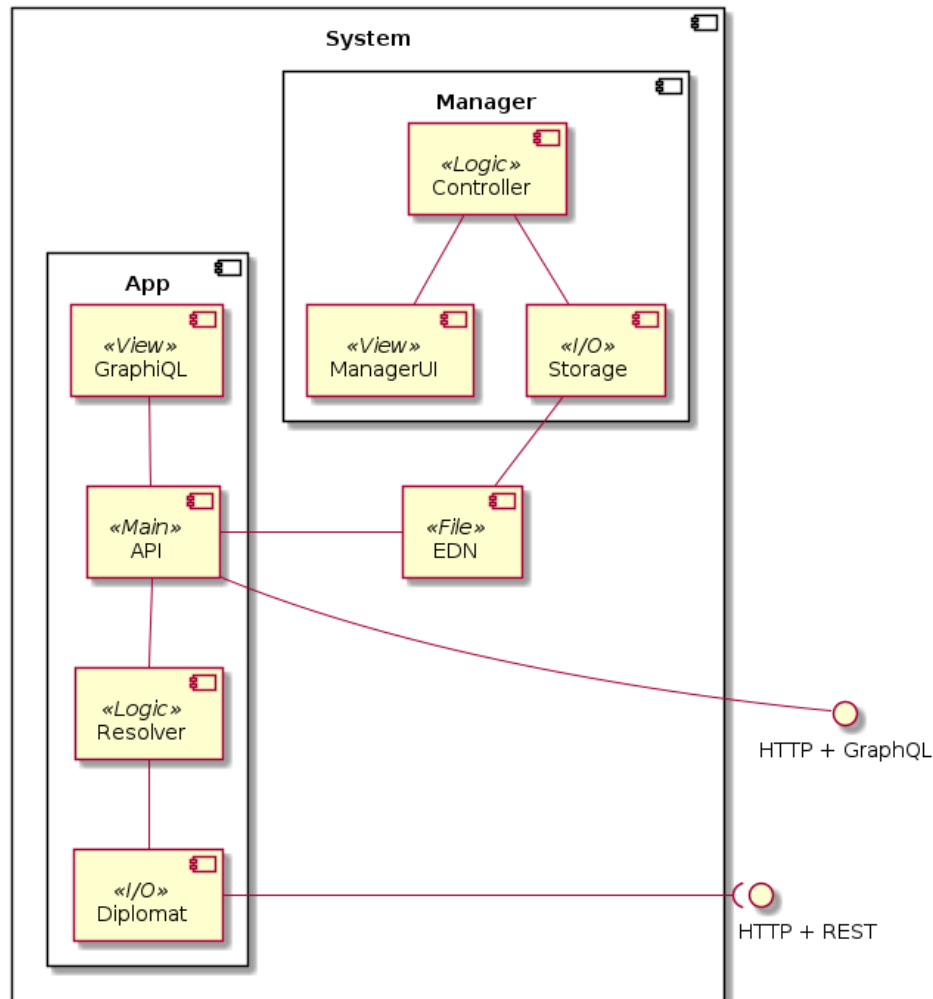 System
Manager
«Logic»
Controller
App
«View»
GraphiQL
«View»
ManagerUI
«I/O»
Storage
«Main»
API
«File»
EDN
«Logic»
Resolver
HTTP + GraphQL
«I/O»
Diplomat
HTTP + REST